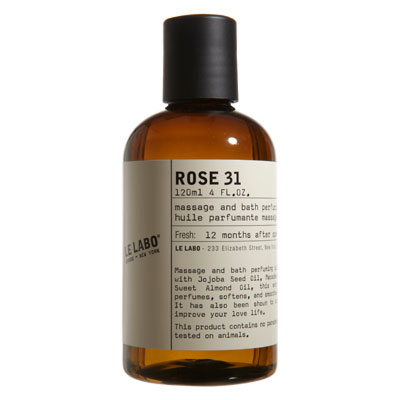 ROSE 31
120ml 4 FL.OZ.
massage and bath
huile parfumante
Fresh: 12 months after
LE LABO - 233 Elizabeth Street, New
LE LABO
NEW YORK
Massage and bath perfuming
with Jojoba Seed Oil,
Sweet Almond Oil, this
perfumes, softens, and
It has also been shown to
improve your love life.
This product contains no
tested on animals.